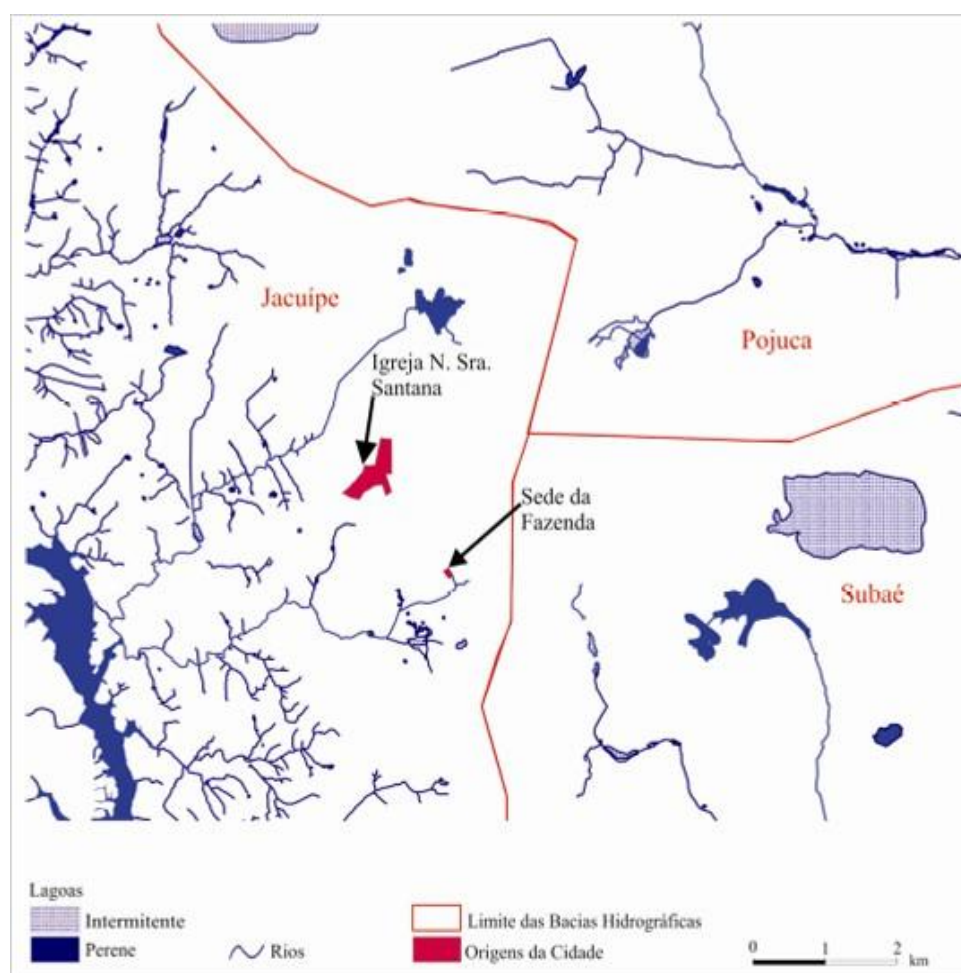 Jacuípe
Igreja N. Sra.
Santana
Pojuca
Sede da
Fazenda
Subaé
Lagoas
Intermitente
Perene
Rios
Limite das Bacias Hidrográficas
Origens da Cidade
0 1 2
km